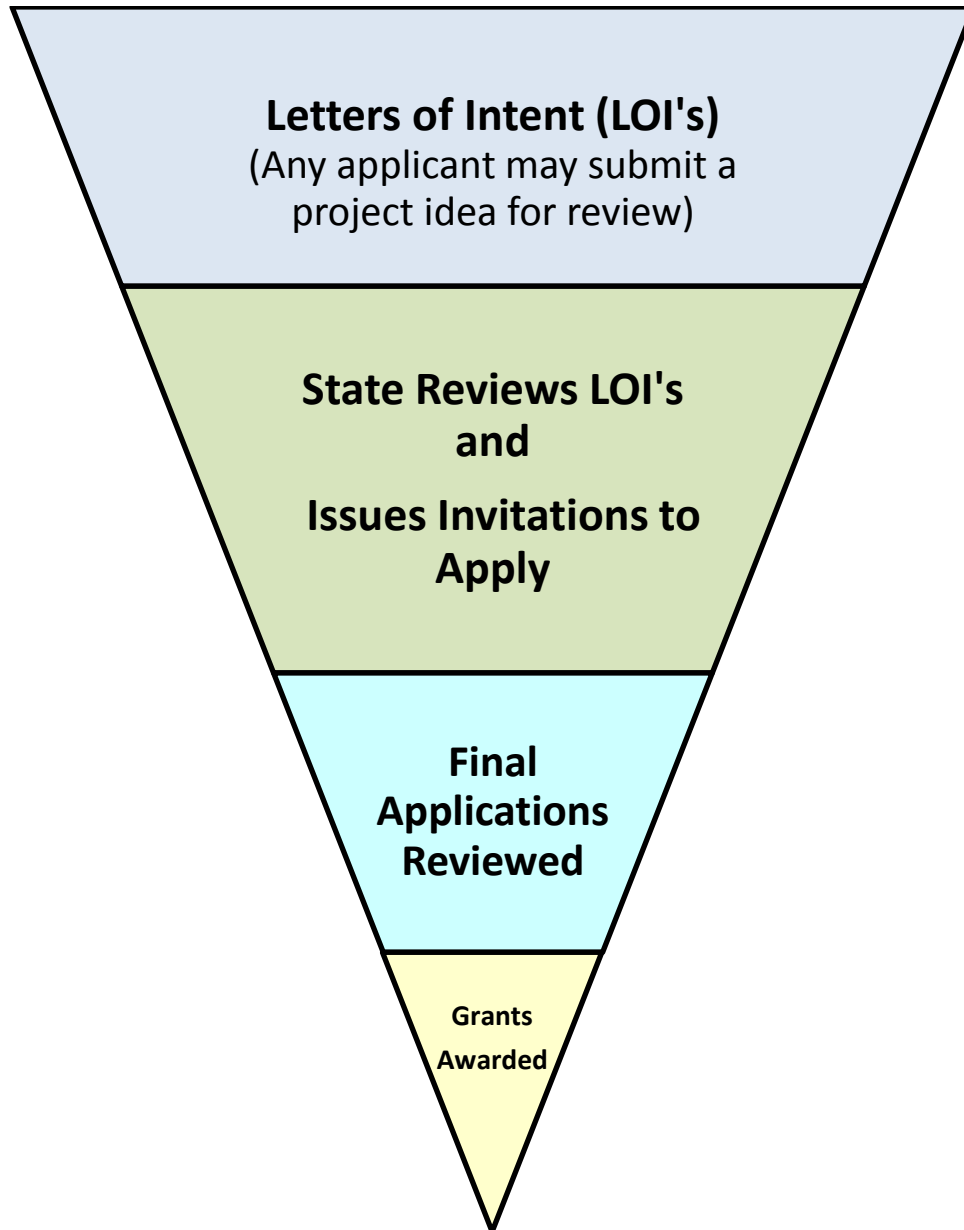 Letters of Intent (LOI's)
(Any applicant may submit a
project idea for review)
State Reviews LOI's
and
Issues Invitations to
Apply
Final
Applications
Reviewed
Grants
Awarded